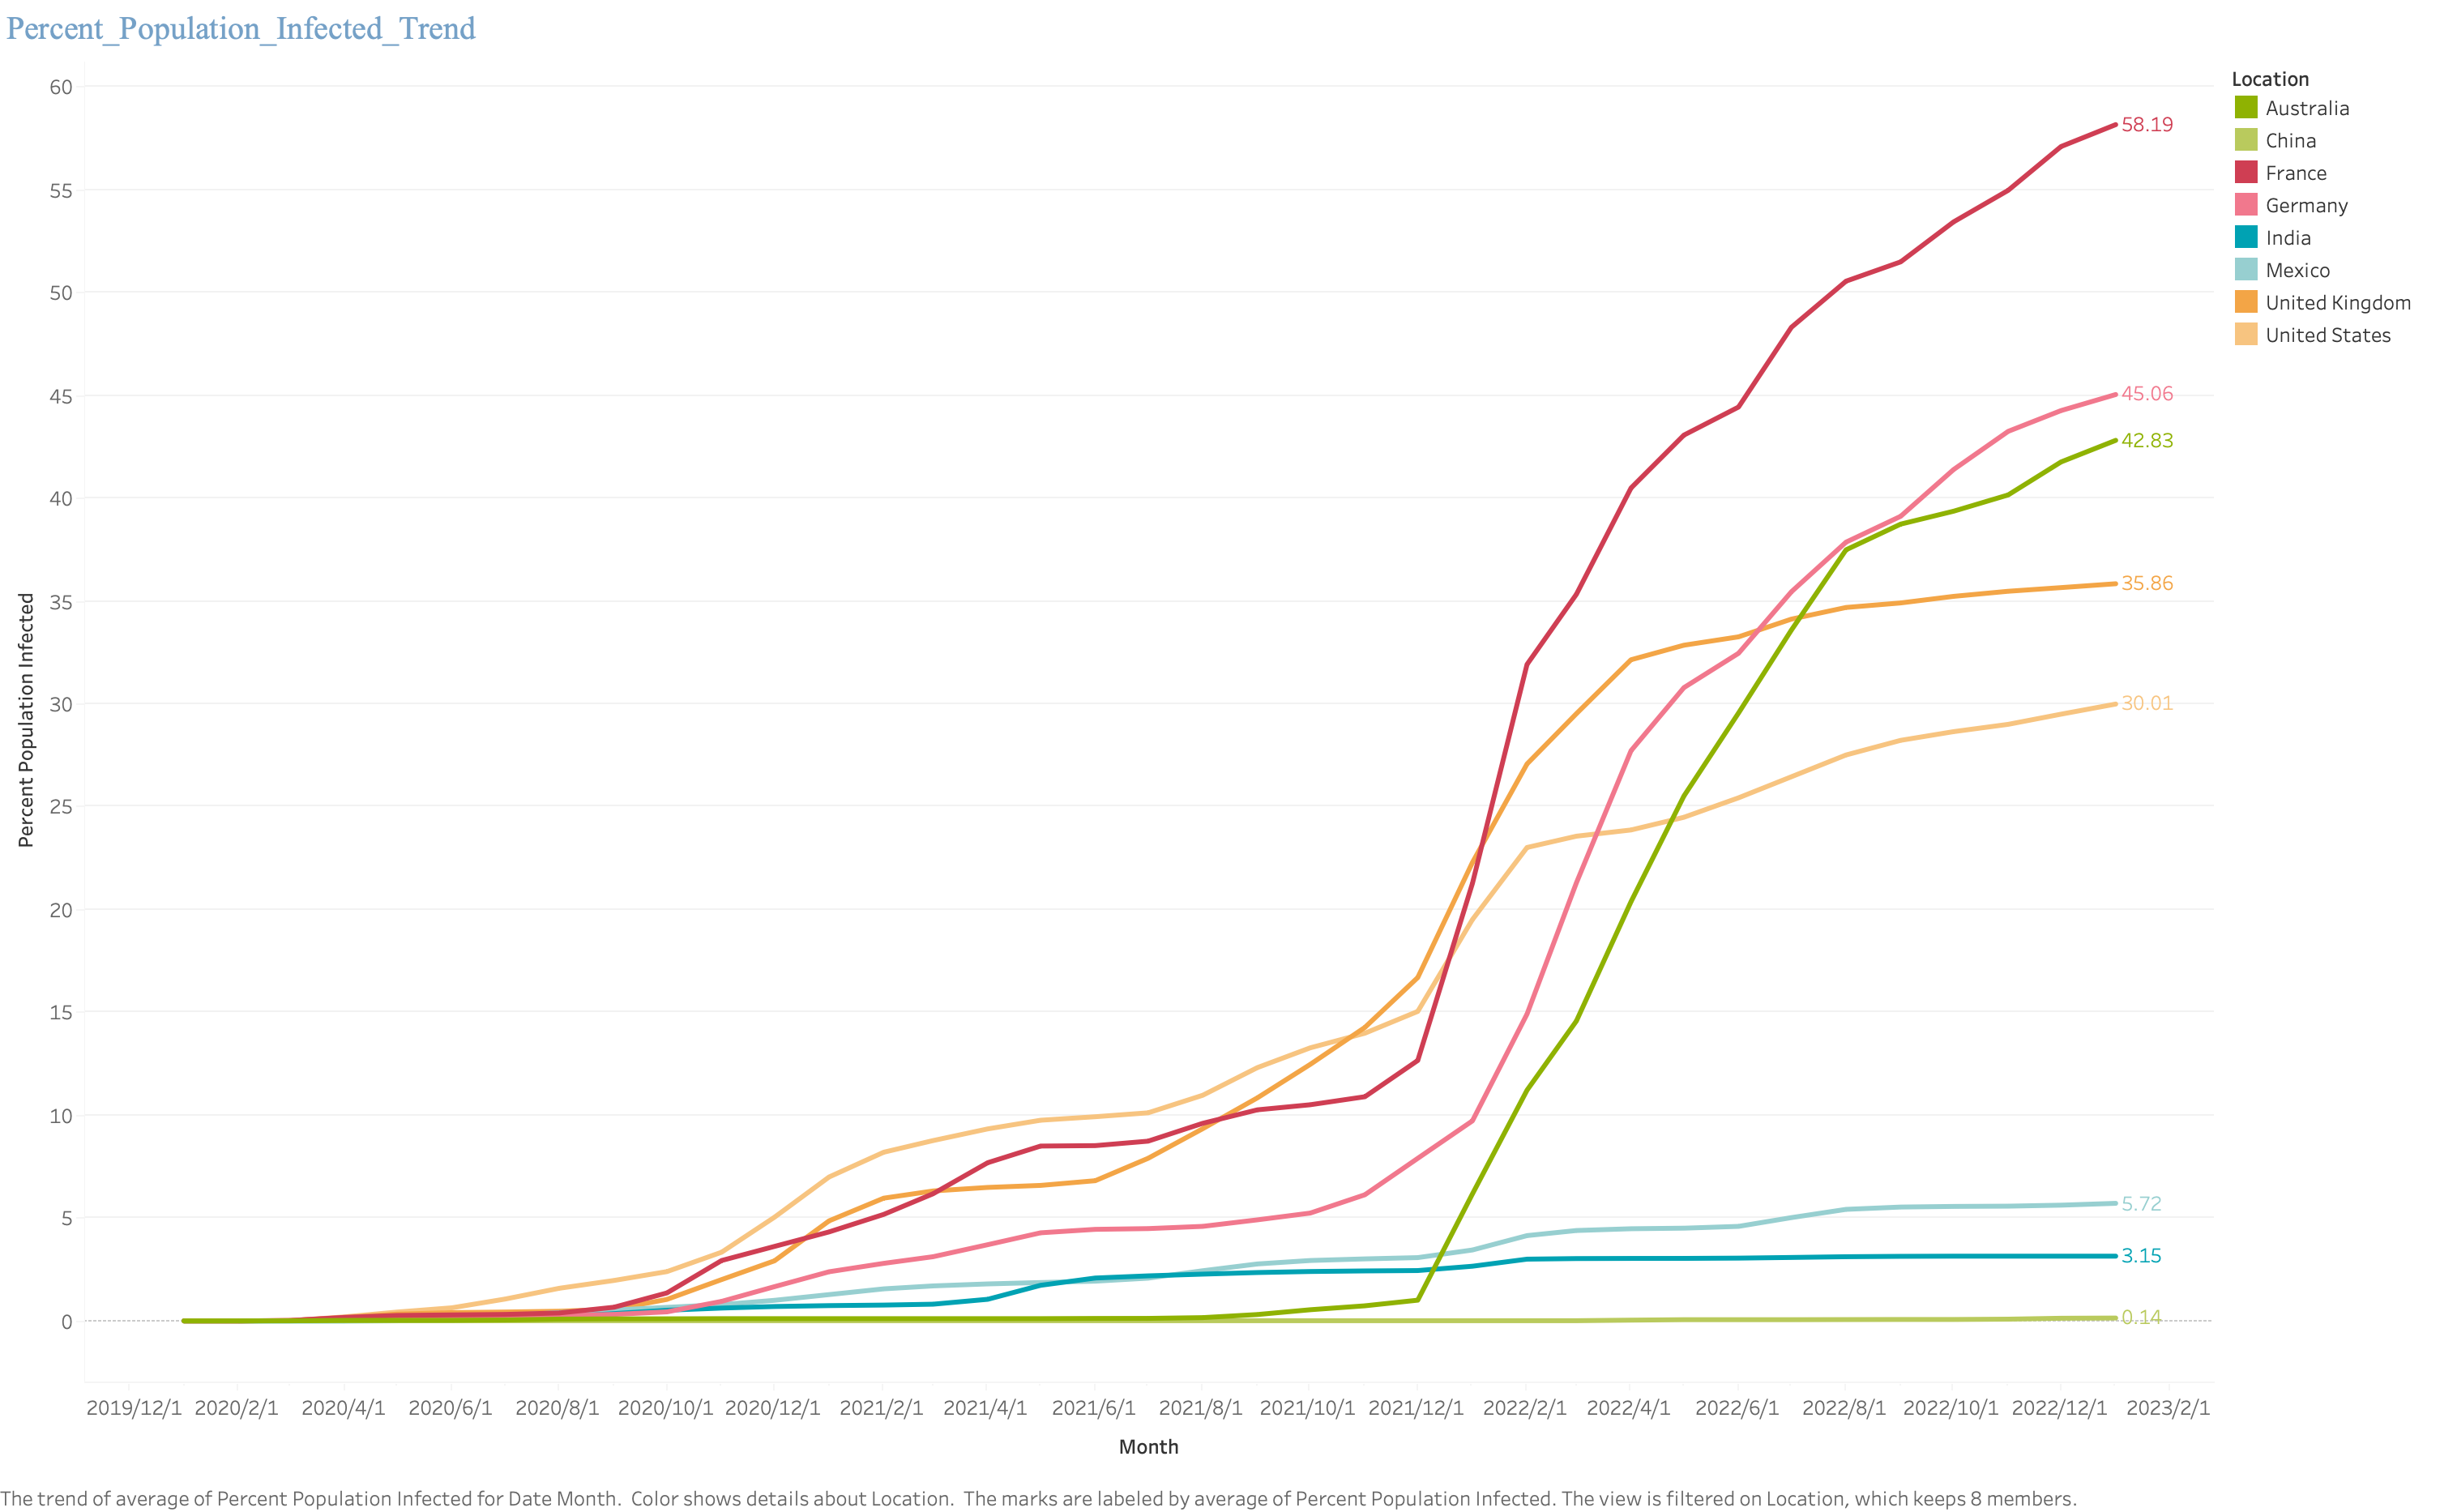 Percent_Population_Infected_Trend
Percent Population Infected
60
55
50
45
40
35
30
25
20
15
10
5
0
58.19
45.06
42.83
35.86
30.01
5.72
3.15
0.14
Location
Australia
China
France
Germany
India
Mexico
United Kingdom
United States
2019/12/1 2020/2/1 2020/4/1 2020/6/1 2020/8/1 2020/10/1 2020/12/1 2021/2/1 2021/4/1 2021/6/1 2021/8/1 2021/10/1 2021/12/1 2022/2/1 2022/4/1 2022/6/1 2022/8/1 2022/10/1 2022/12/1 2023/2/1
Month
The trend of average of Percent Population Infected for Date Month.  Color shows details about Location.  The marks are labeled by average of Percent Population Infected. The view is filtered on Location, which keeps 8 members.